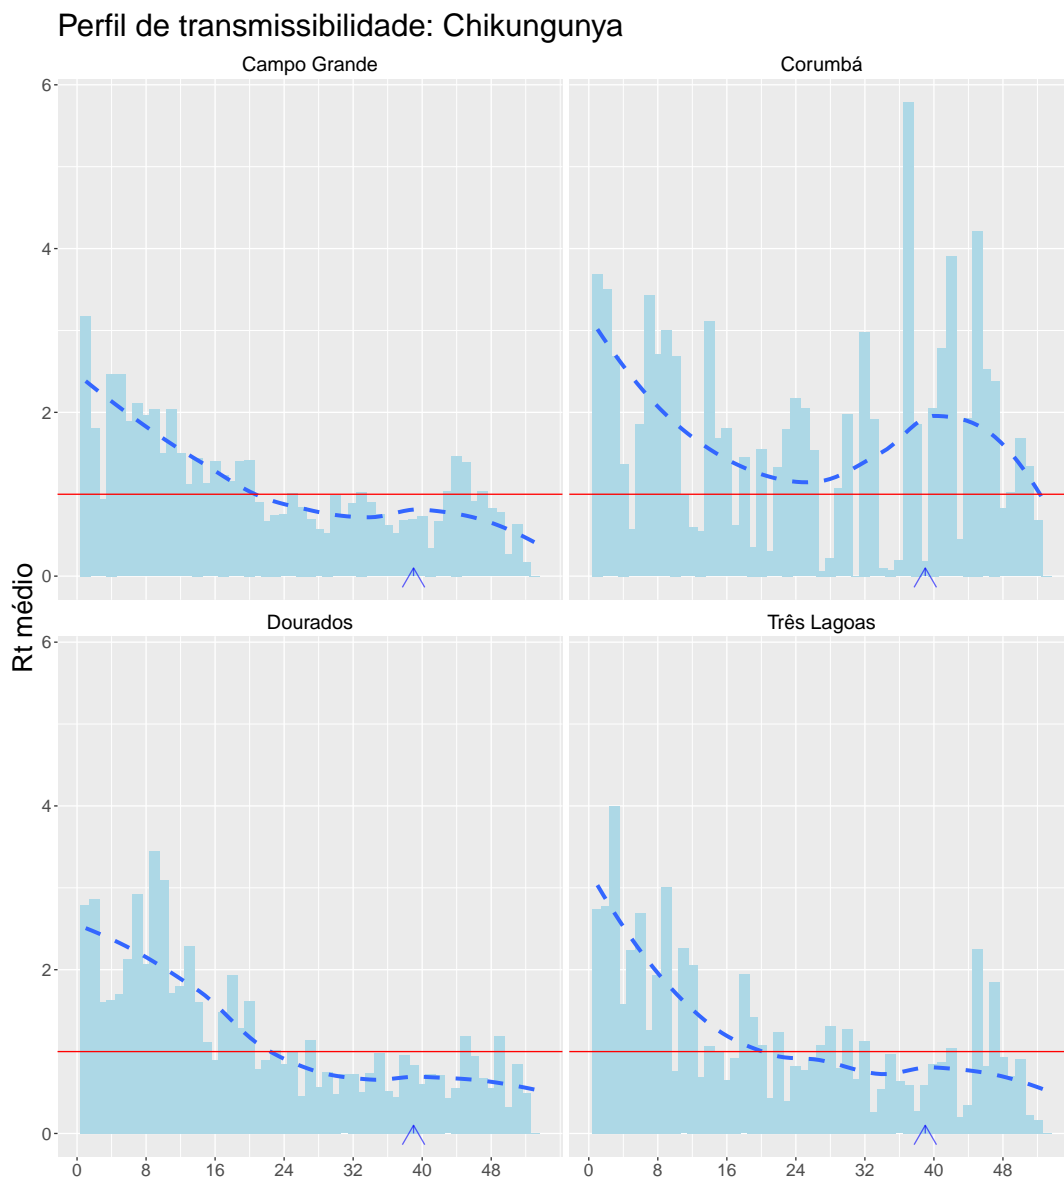 Perfil de transmissibilidade: Chikungunya
Campo Grande
Corumbá
6
4
2
0
Rt médio
Dourados
Três Lagoas
6
4
2
0
0 8 16 24 32 40 48
0 8 16 24 32 40 48